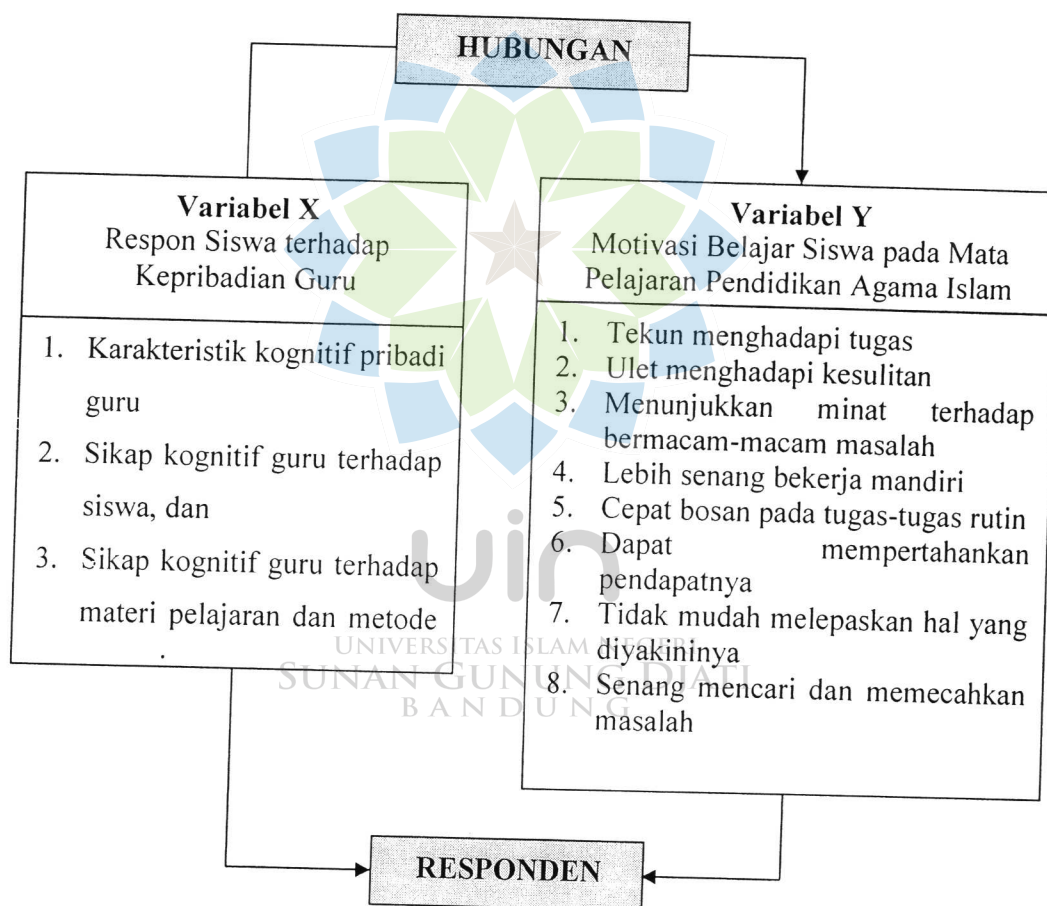 HUBUNGAN
Variabel X
Respon Siswa terhadap
Kepribadian Guru
1. Karakteristik kognitif pribadi
guru
2. Sikap kognitif guru terhadap
siswa, dan
3. Sikap kognitif guru terhadap
materi pelajaran dan metode
.
Variabel Y
Motivasi Belajar Siswa pada Mata
Pelajaran Pendidikan Agama Islam
1. Tekun menghadapi tugas
2. Ulet menghadapi kesulitan
3. Menunjukkan minat terhadap
bermacam-macam masalah
4. Lebih senang bekerja mandiri
5. Cepat bosan pada tugas-tugas rutin
6. Dapat mempertahankan
pendapatnya
7. Tidak mudah melepaskan hal yang
diyakininya
8. Senang mencari dan memecahkan
masalah
uin
UNIVERSITAS ISLAM NEGERI
SUNAN GUNUNG DJATI
BANDUNG
RESPONDEN